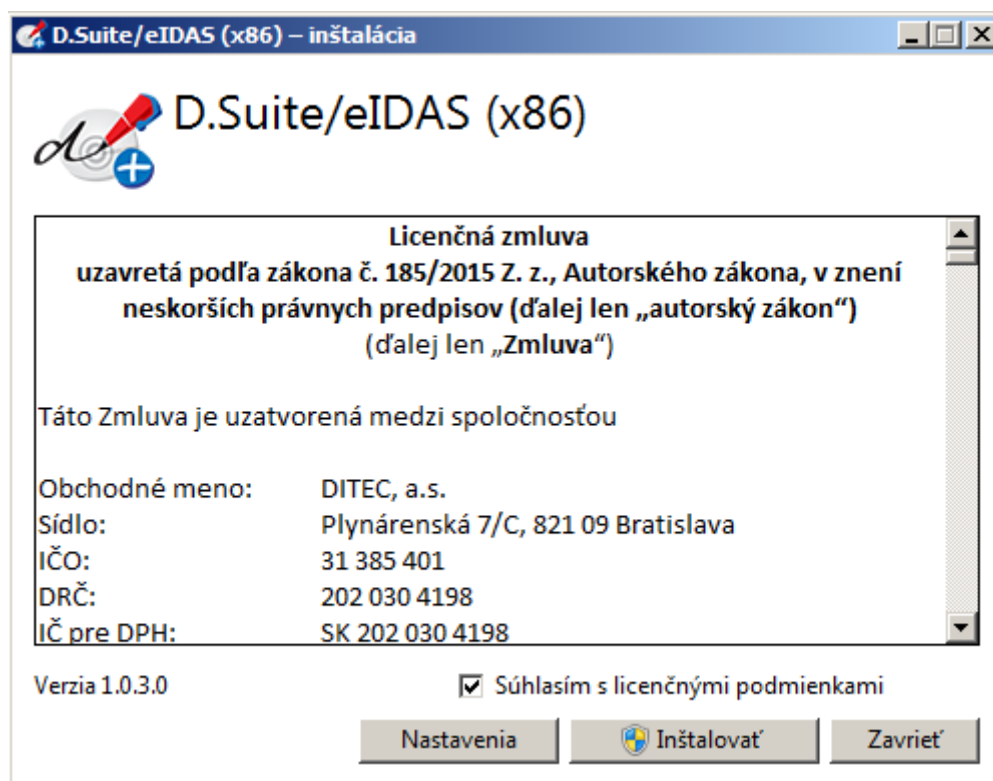 D.Suite/eIDAS (x86) – inštalácia
D.Suite/eIDAS (x86)
Licenčná zmluva
uzavretá podľa zákona č. 185/2015 Z. z., Autorského zákona, v znení
neskorších právnych predpisov (ďalej len „autorský zákon“)
(ďalej len „Zmluva“)
Táto Zmluva je uzatvorená medzi spoločnosťou
Obchodné meno: DITEC, a.s.
Sídlo: Plynárenská 7/C, 821 09 Bratislava
IČO: 31 385 401
DRČ: 202 030 4198
IČ pre DPH: SK 202 030 4198
Verzia 1.0.3.0 Súhlasím s licenčnými podmienkami
Nastavenia Inštalovať Zavrieť